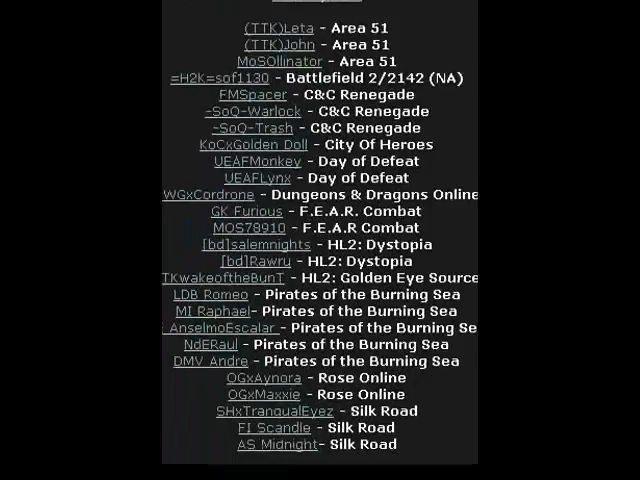 (TTK)Leta - Area 51
(TTK)John - Area 51
MoSOllinator - Area 51
=H2K=sof1130 - Battlefield 2/2142 (NA)
FMSpacer - C&C Renegade
-SoQ-Warlock - C&C Renegade
-SoQ-Trash - C&C Renegade
KoCxGolden Doll - City Of Heroes
UEAFMonkey - Day of Defeat
UEAFLynx - Day of Defeat
WGxCordrone - Dungeons & Dragons Online
GK Furious - F.E.A.R. Combat
MOS78910 - F.E.A.R Combat
[bd]salemnights - HL2: Dystopia
[bd]Rawru - HL2: Dystopia
TKwakeoftheBunT - HL2: Golden Eye Source
LDB Romeo - Pirates of the Burning Sea
MI Raphael- Pirates of the Burning Sea
AnselmoEscalar - Pirates of the Burning Se
NdERaul - Pirates of the Burning Sea
DMV Andre - Pirates of the Burning Sea
OGxAynora - Rose Online
OGxMaxxie - Rose Online
SHxTranqualEyez - Silk Road
FI Scandle - Silk Road
AS Midnight- Silk Road